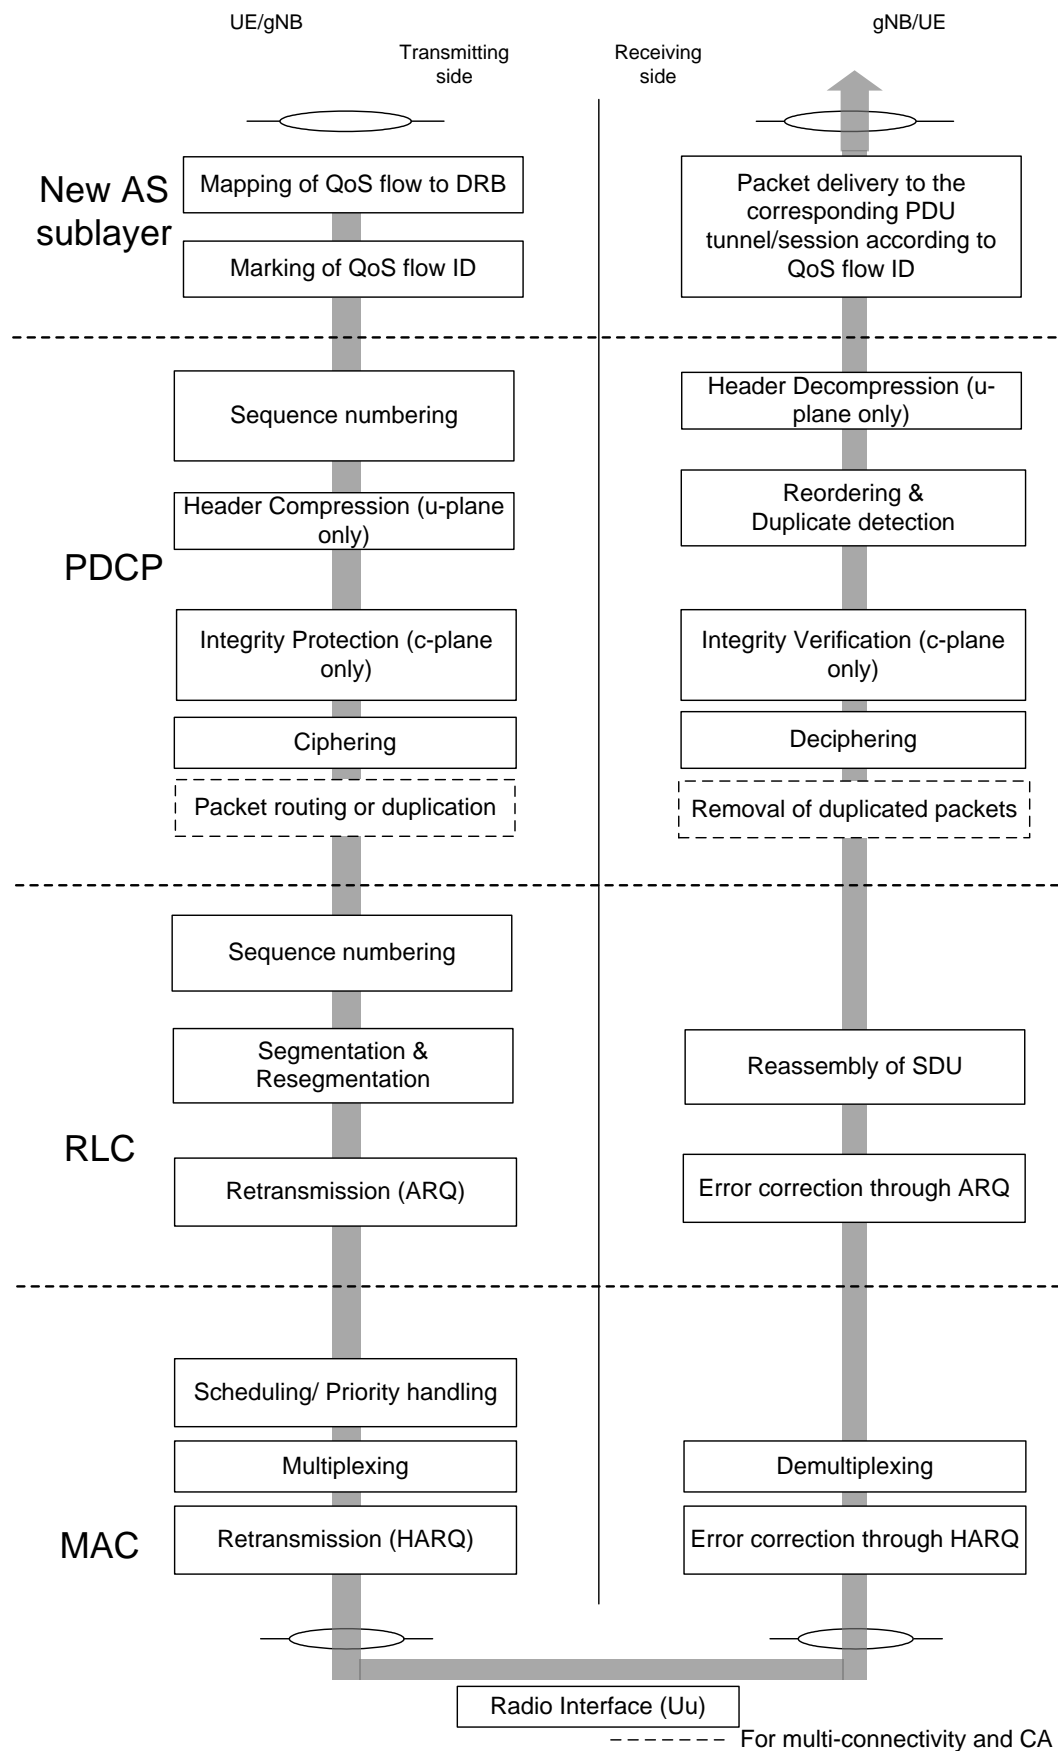 UE/gNB
gNB/UE
Transmitting
side
Receiving
side
New AS
sublayer
Mapping of QoS flow to DRB
Marking of QoS flow ID
Packet delivery to the
corresponding PDU
tunnel/session according to
QoS flow ID
PDCP
Sequence numbering
Header Compression (u-plane
only)
Integrity Protection (c-plane
only)
Ciphering
Packet routing or duplication
Header Decompression (u-
plane only)
Reordering &
Duplicate detection
Integrity Verification (c-plane
only)
Deciphering
Removal of duplicated packets
RLC
Sequence numbering
Segmentation &
Resegmentation
Retransmission (ARQ)
Reassembly of SDU
Error correction through ARQ
MAC
Scheduling/ Priority handling
Multiplexing
Retransmission (HARQ)
Demultiplexing
Error correction through HARQ
Radio Interface (Uu)
For multi-connectivity and CA